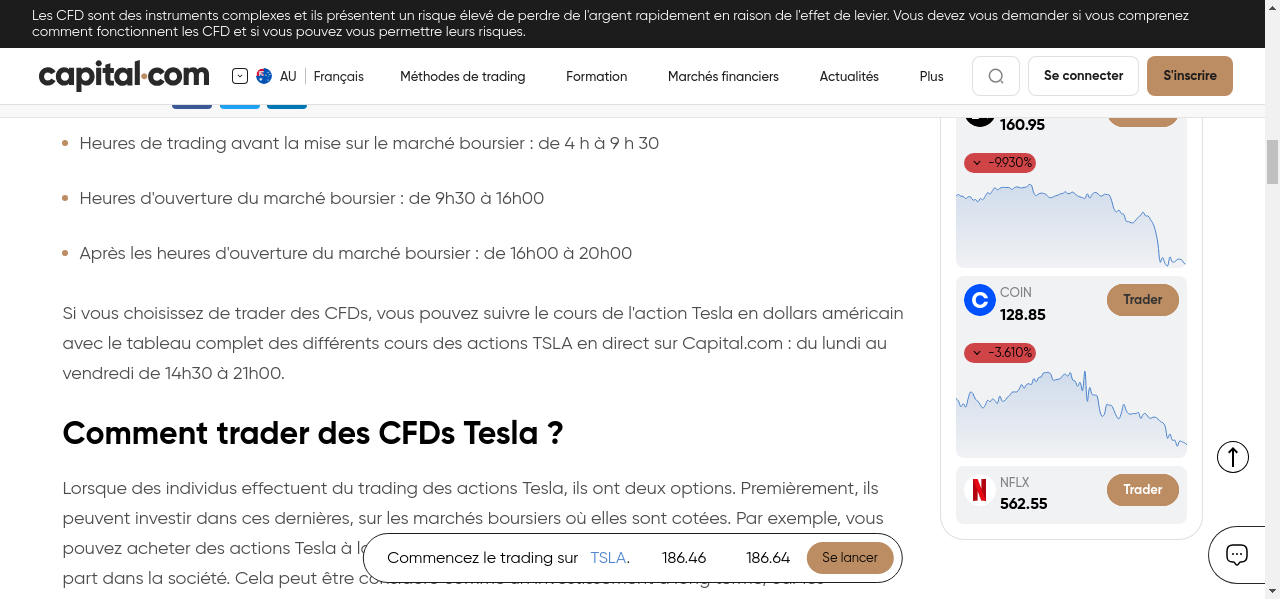 Les CFD sont des instruments complexes et ils présentent un risque élevé de perdre de l'argent rapidement en raison de l'effet de levier. Vous devez vous demander si vous comprenez
comment fonctionnent les CFD et si vous pouvez vous permettre leurs risques.
capital.com
AU
Français
Méthodes de trading
Formation
Marchés financiers
Actualités
Plus
Se connecter
S'inscrire
Heures de trading avant la mise sur le marché boursier : de 4 h à 9 h 30
Heures d'ouverture du marché boursier : de 9h30 à 16h00
Après les heures d'ouverture du marché boursier : de 16h00 à 20h00
Si vous choisissez de trader des CFDs, vous pouvez suivre le cours de l'action Tesla en dollars américain
avec le tableau complet des différents cours des actions TSLA en direct sur Capital.com : du lundi au
vendredi de 14h30 à 21h00.
Comment trader des CFDs Tesla ?
Lorsque des individus effectuent du trading das actions Tesla, ils ont deux options. Premièrement, ils
peuvent investir dans ces dernières, sur les marchés boursiers où elles sont cotées. Par exemple, vous
pouvez acheter des actions Tesla à
part dans la société. Cela peut être
Commencez le trading sur TSLA.
186.46
186.64
Se lancer
160.95
-9.930%
COIN
128.85
Trader
-3.610%
NFLX
562.55
Trader